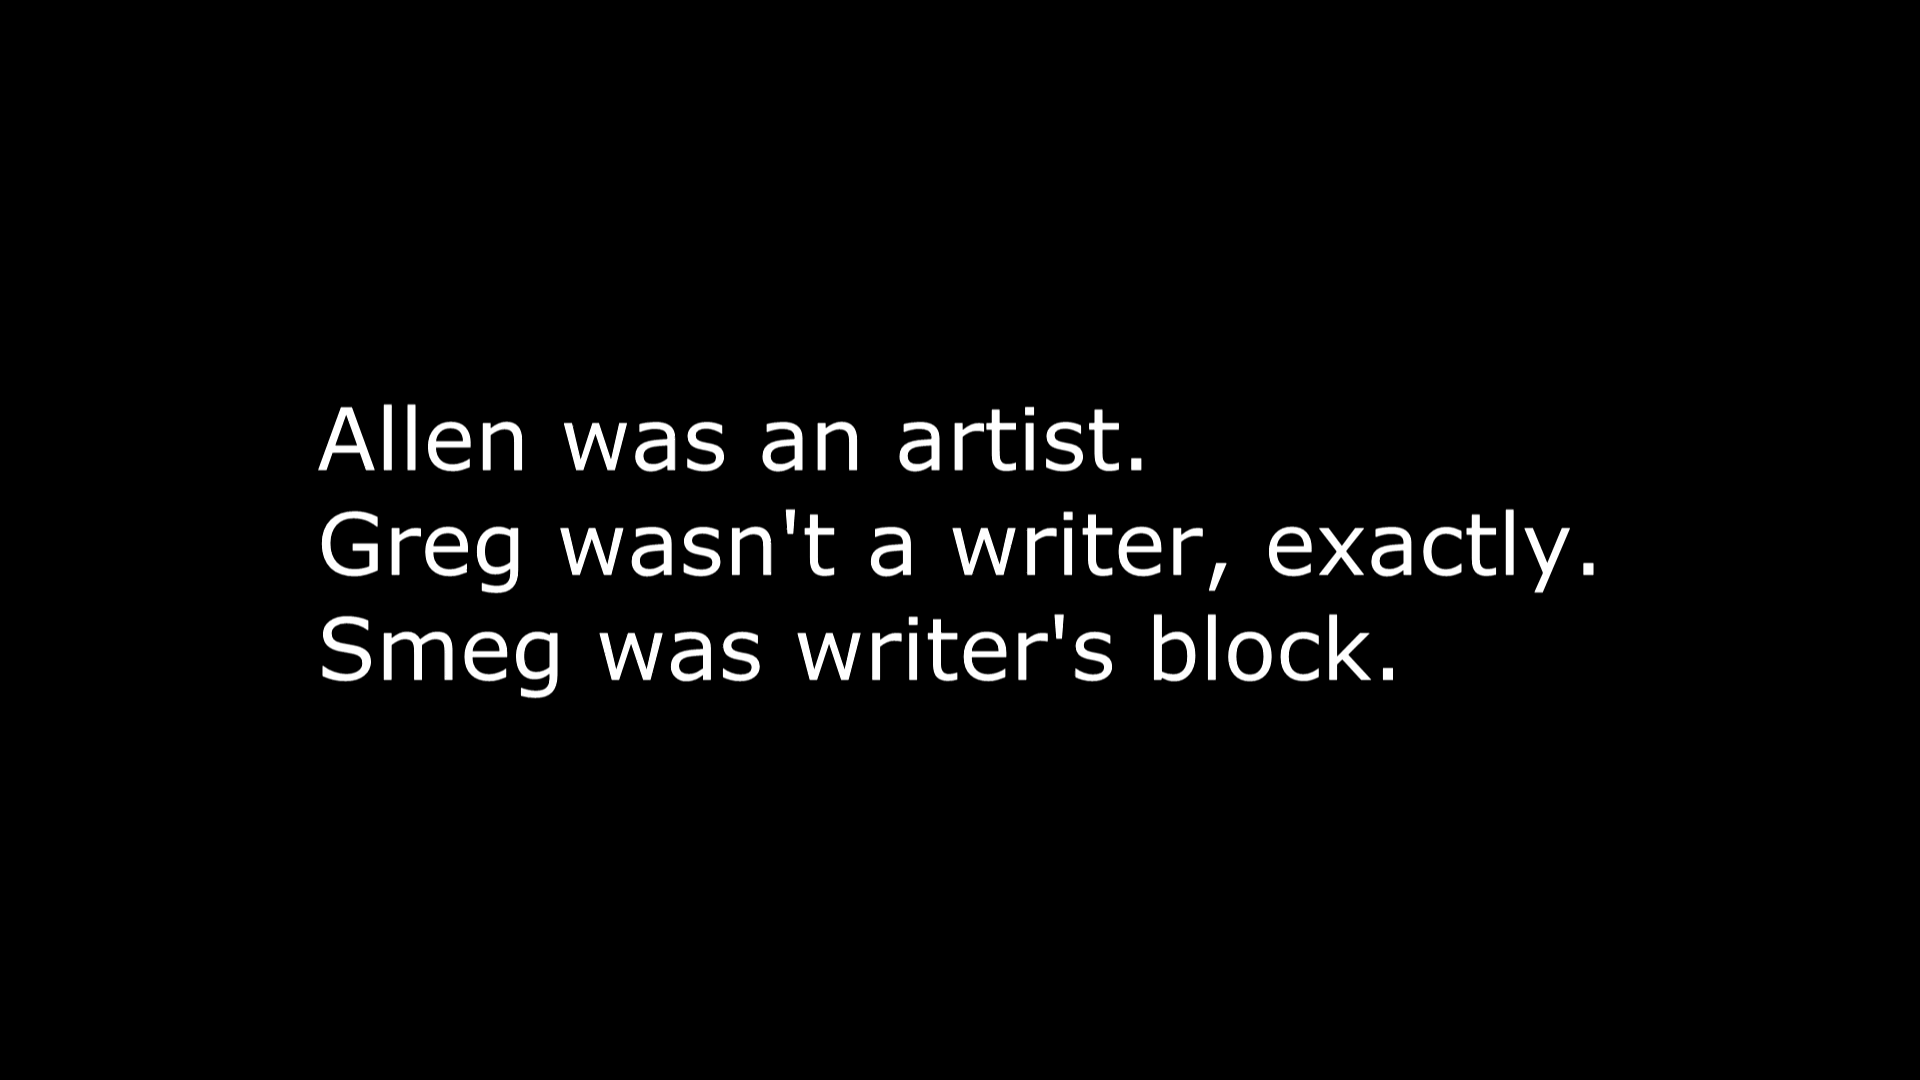 Allen was an artist.
Greg wasn't a writer, exactly.
Smeg was writer's block.